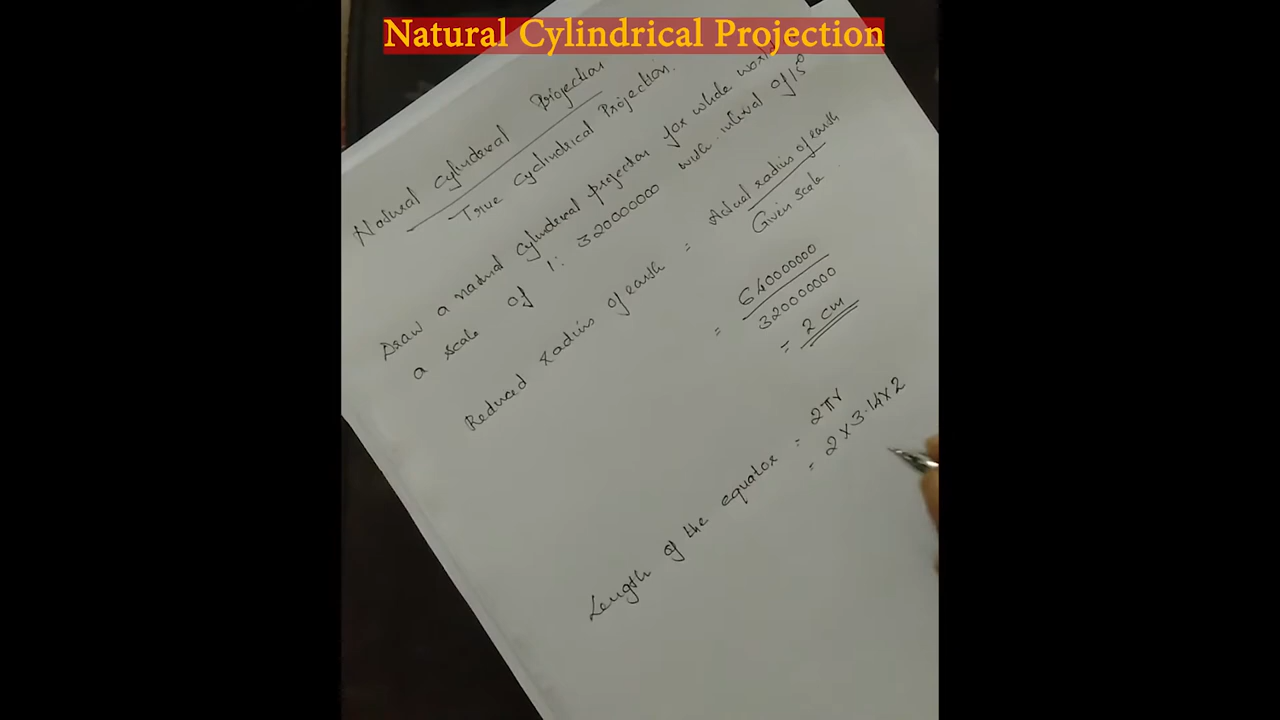 Natural Cylindrical Projection
Natural Cylindrical Projection
True Cyclindrical Projection.
Draw a natural cylindrical projection for whole world
a scale of 1: 320000000 with interval of 15°
Reduced radius of earth = Actual radius of earth
Given scale
= 640000000
320000000
= 2 cm
Length of the equator = 2πr
= 2 x 3.14 x 2